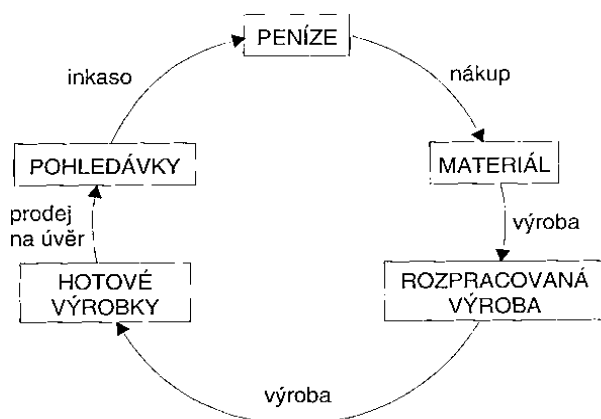 PENÍZE
inkaso
nákup
POHLEDÁVKY
MATERIÁL
prodej
na úvěr
výroba
HOTOVÉ
VÝROBKY
ROZPRACOVANÁ
VÝROBA
výroba